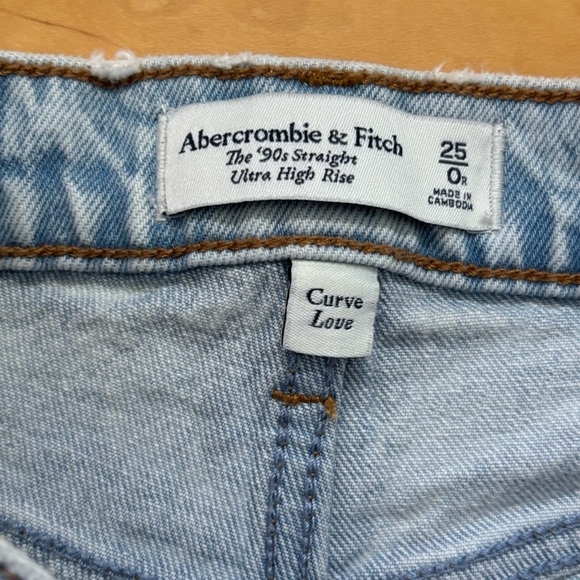 Abercrombie & Fitch
The '90s Straight
Ultra High Rise
25
0R
MADE IN
CAMBODIA
Curve
Love